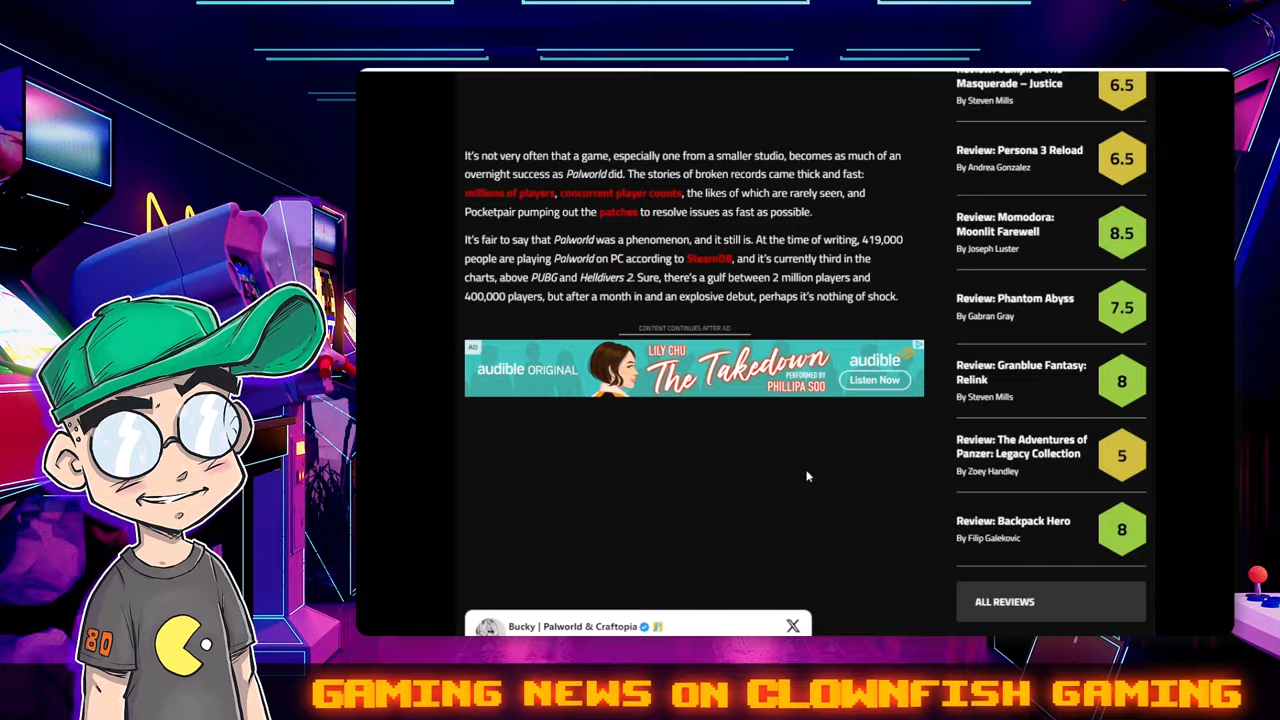 Review: Vampire: The
Masquerade – Justice
By Steven Mills
6.5
It's not very often that a game, especially one from a smaller studio, becomes as much of an
overnight success as Palworld did. The stories of broken records came thick and fast:
millions of players, concurrent player counts, the likes of which are rarely seen, and
Pocketpair pumping out the patches to resolve issues as fast as possible.
It's fair to say that Palworld was a phenomenon, and it still is. At the time of writing, 419,000
people are playing Palworld on PC according to SteamDB, and it's currently third in the
charts, above PUBG and Helldivers 2. Sure, there's a gulf between 2 million players and
400,000 players, but after a month in and an explosive debut, perhaps it's nothing of shock.
CONTENT CONTINUES AFTER AD
AD
audible ORIGINAL
LILY CHU
The Takedown
PERFORMED BY
PHILLIPA SOO
audible
Listen Now
Bucky | Palworld & Craftopia
X
Review: Persona 3 Reload
By Andrea Gonzalez
6.5
Review: Momodora:
Moonlit Farewell
By Joseph Luster
8.5
Review: Phantom Abyss
By Gabran Gray
7.5
Review: Granblue Fantasy:
Relink
By Steven Mills
8
Review: The Adventures of
Panzer: Legacy Collection
By Zoey Handley
5
Review: Backpack Hero
By Filip Galekovic
8
ALL REVIEWS
80
GAMING NEWS ON CLOWNFISH GAMING